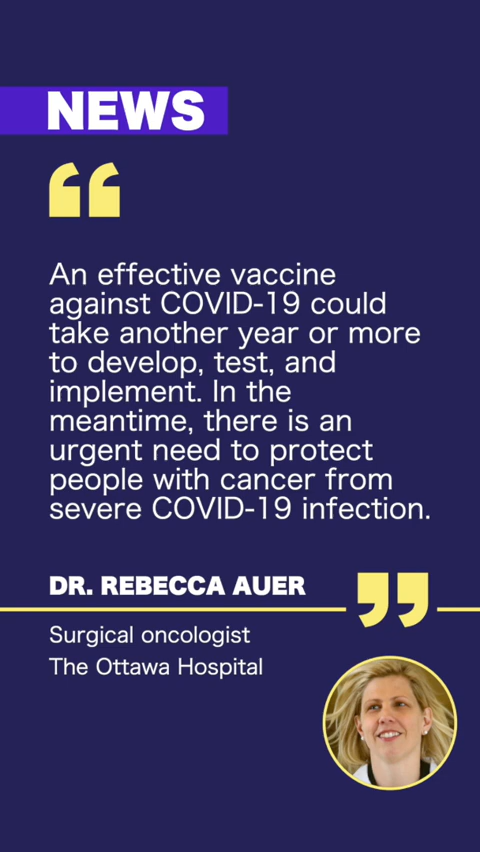 NEWS
“
An effective vaccine
against COVID-19 could
take another year or more
to develop, test, and
implement. In the
meantime, there is an
urgent need to protect
people with cancer from
severe COVID-19 infection.
”
DR. REBECCA AUER
Surgical oncologist
The Ottawa Hospital